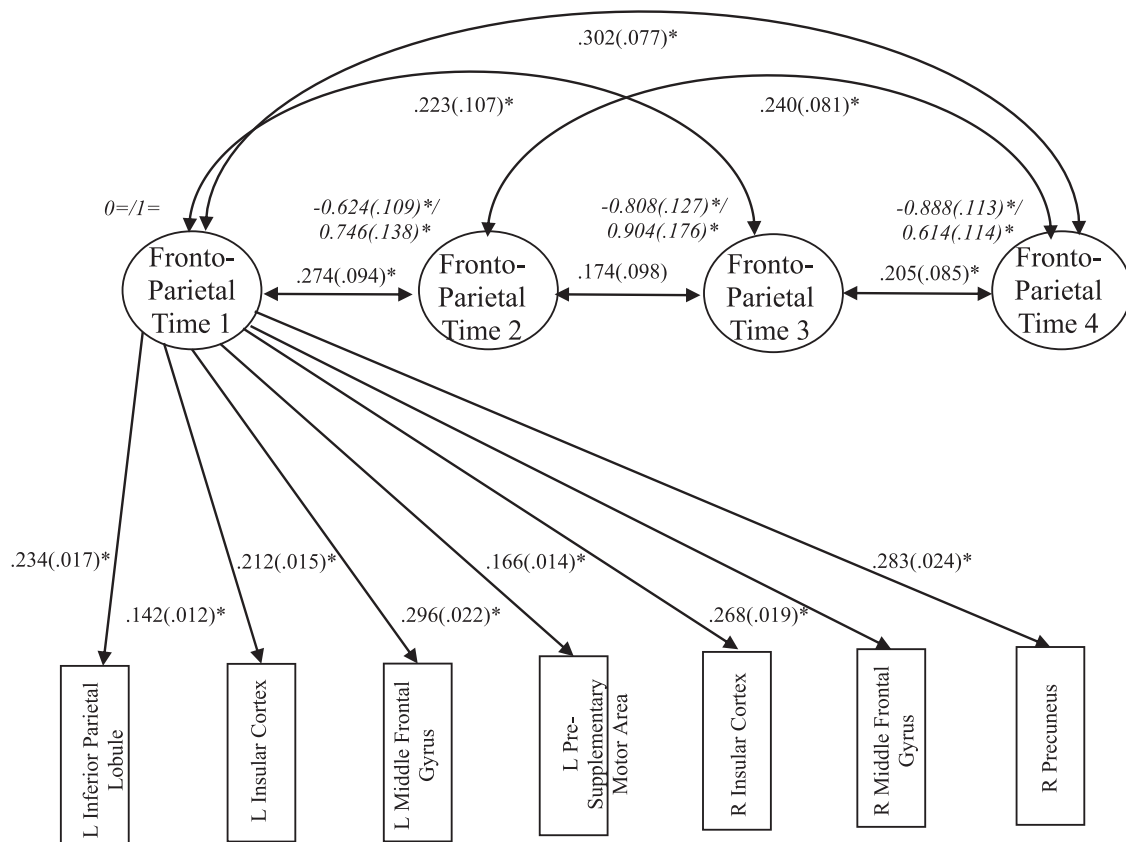 .302(.077)*
.223(.107)*
.240(.081)*
0=/1=
-0.624(.109)*/
0.746(.138)*
-0.808(.127)*/
0.904(.176)*
-0.888(.113)*/
0.614(.114)*
Fronto-
Parietal
Time 1
.274(.094)*
Fronto-
Parietal
Time 2
.174(.098)
Fronto-
Parietal
Time 3
.205(.085)*
Fronto-
Parietal
Time 4
.234(.017)*
.212(.015)*
.166(.014)*
.283(.024)*
.142(.012)*
.296(.022)*
.268(.019)*
L Inferior Parietal
Lobule
L Insular Cortex
L Middle Frontal
Gyrus
L Pre-
Supplementary
Motor Area
R Insular Cortex
R Middle Frontal
Gyrus
R Precuneus